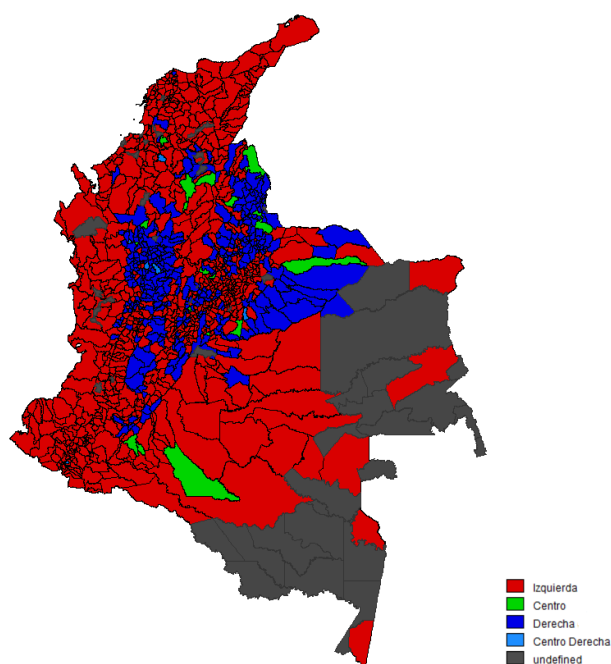 Izquierda
Centro
Derecha
Centro Derecha
undefined